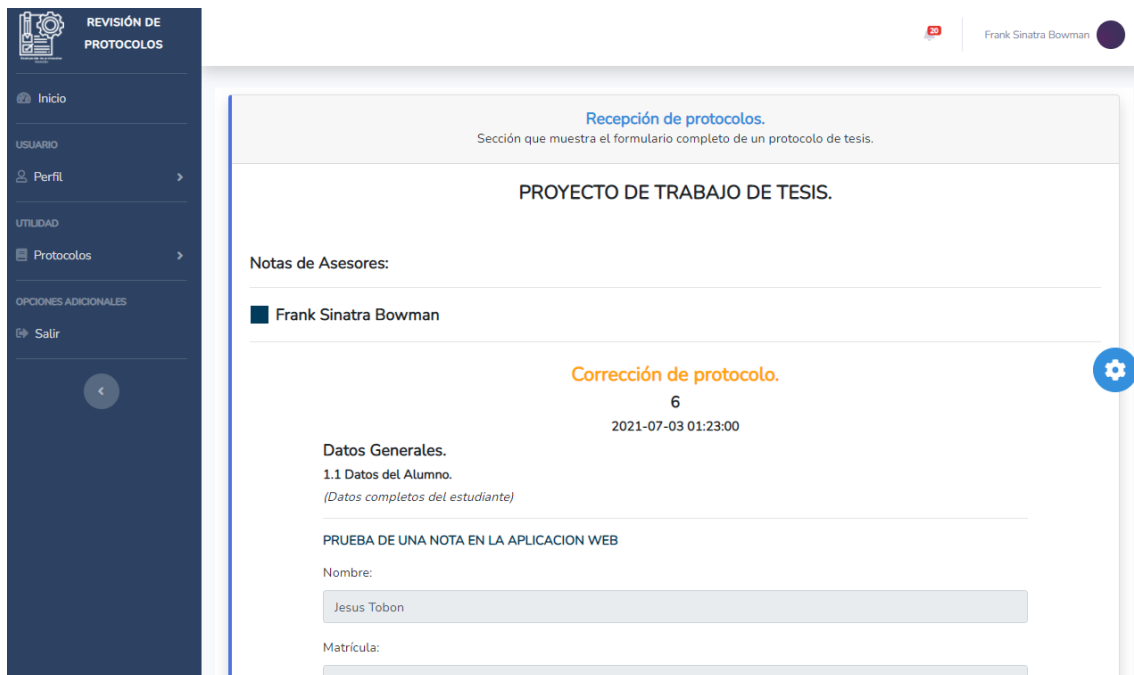 REVISIÓN DE
PROTOCOLOS
20
Frank Sinatra Bowman
Inicio
USUARIO
Perfil
UTILIDAD
Protocolos
OPCIONES ADICIONALES
Salir
Recepción de protocolos.
Sección que muestra el formulario completo de un protocolo de tesis.
PROYECTO DE TRABAJO DE TESIS.
Notas de Asesores:
Frank Sinatra Bowman
Corrección de protocolo.
6
2021-07-03 01:23:00
Datos Generales.
1.1 Datos del Alumno.
(Datos completos del estudiante)
PRUEBA DE UNA NOTA EN LA APLICACION WEB
Nombre:
Jesus Tobon
Matrícula: